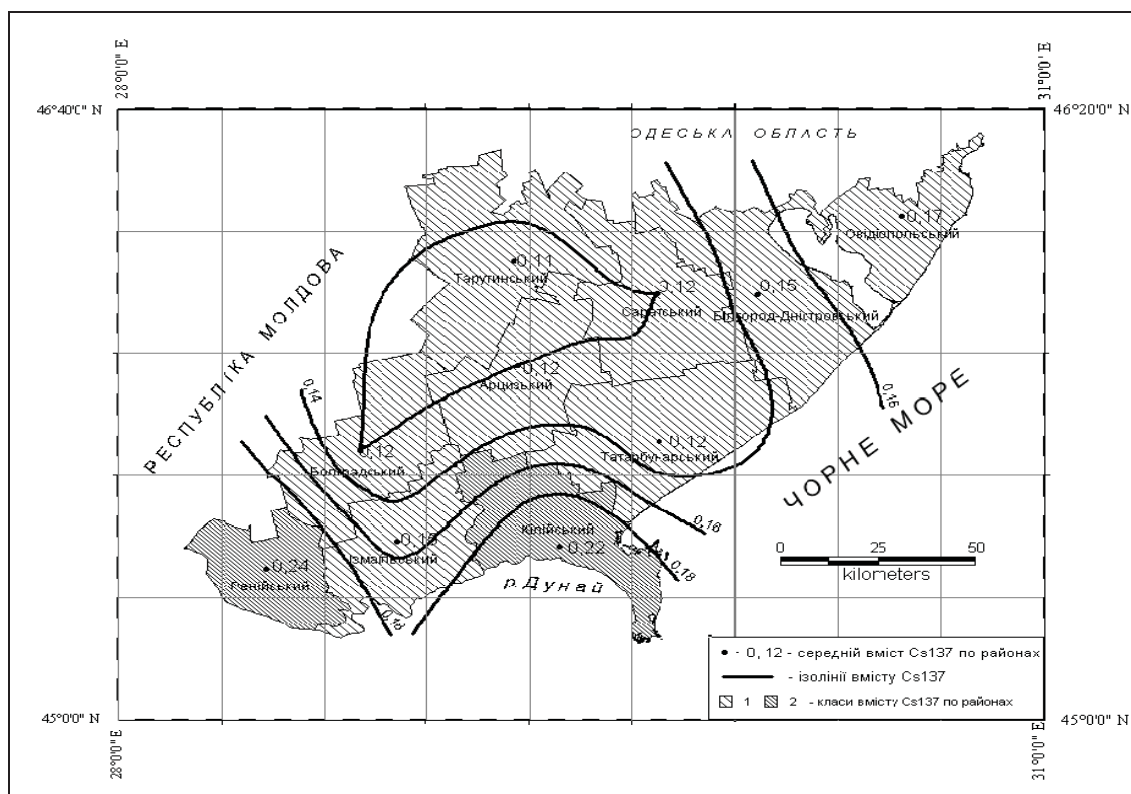 28°0'0" E
31°0'0" E
46°40'0" N
46°20'0" N
ОДЕСЬКА ОБЛАСТЬ
РЕСПУБЛІКА МОЛДОВА
0,17
Овідіопольський
0,11
Тарутинський
0,12
Саратський
0,15
Білгород-Дністровський
0,12
Арцизький
0,14
0,16
ЧОРНЕ МОРЕ
0,12
Болградський
0,12
Татарбунарський
0,16
Кілійський
0,22
Ізмаїльський
0,24
Ренійський
0,18
р.Дунай
0,18
0 25 50
kilometers
• - 0, 12 - середній вміст Cs137 по районах
- ізолінії вмісту Cs137
1 2 - класи вмісту Cs137 по районах
45°0'0" N
45°0'0" N
28°0'0" E
31°0'0" E